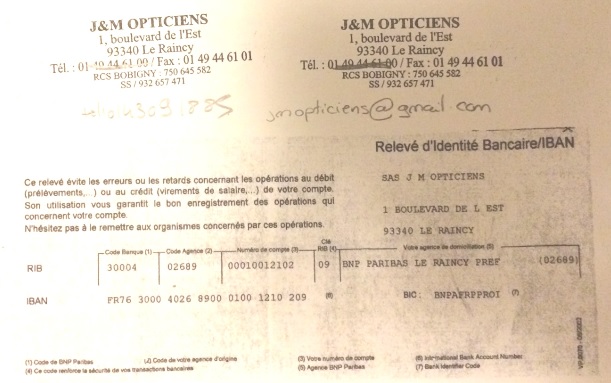 J&M OPTICIENS
1, boulevard de l'Est
93340 Le Raincy
Tél. : 01 49 44 61 00 / Fax : 01 49 44 61 01
RCS BOBIGNY : 750 645 582
SS / 932 657 471
J&M OPTICIENS
1, boulevard de l'Est
93340 Le Raincy
Tél. : 01 49 44 61 00 / Fax : 01 49 44 61 01
RCS BOBIGNY : 750 645 582
SS / 932 657 471
jmopticiens@gmail.com
Relevé d'Identité Bancaire/IBAN
Ce relevé évite les erreurs ou les retards concernant les opérations au débit
(prélèvements,...) ou au crédit (virements de salaire,...) de votre compte.
Son utilisation vous garantit le bon enregistrement des opérations qui
concernent votre compte.
N'hésitez pas à le remettre aux organismes concernés par ces opérations.
SAS J M OPTICIENS
1 BOULEVARD DE L EST
93340 LE RAINCY
Code Banque (1) Code Agence (2) Numéro de compte (3) Clé RIB (4) Votre agence de domiciliation (5)
RIB 30004 02689 00010012102 09 BNP PARIBAS LE RAINCY PREF (02689)
IBAN FR76 3000 4026 8900 0100 1210 209 (6) BIC: BNPAFRPPROI (7)
(1) Code de BNP Paribas (2) Code de votre agence d'origine (3) Votre numéro de compte (6) International Bank Account Number
(4) Ce code renforce la sécurité de vos transactions bancaires (5) Agence BNP Paribas (7) Bank Identifier Code